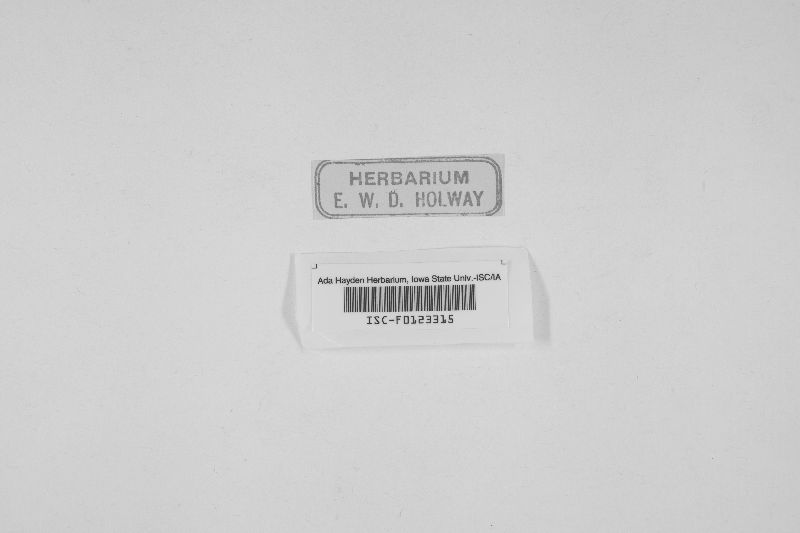 HERBARIUM
E. W. D. HOLWAY
Ada Hayden Herbarium, Iowa State Univ.-ISC/IA
ISC-F0123315